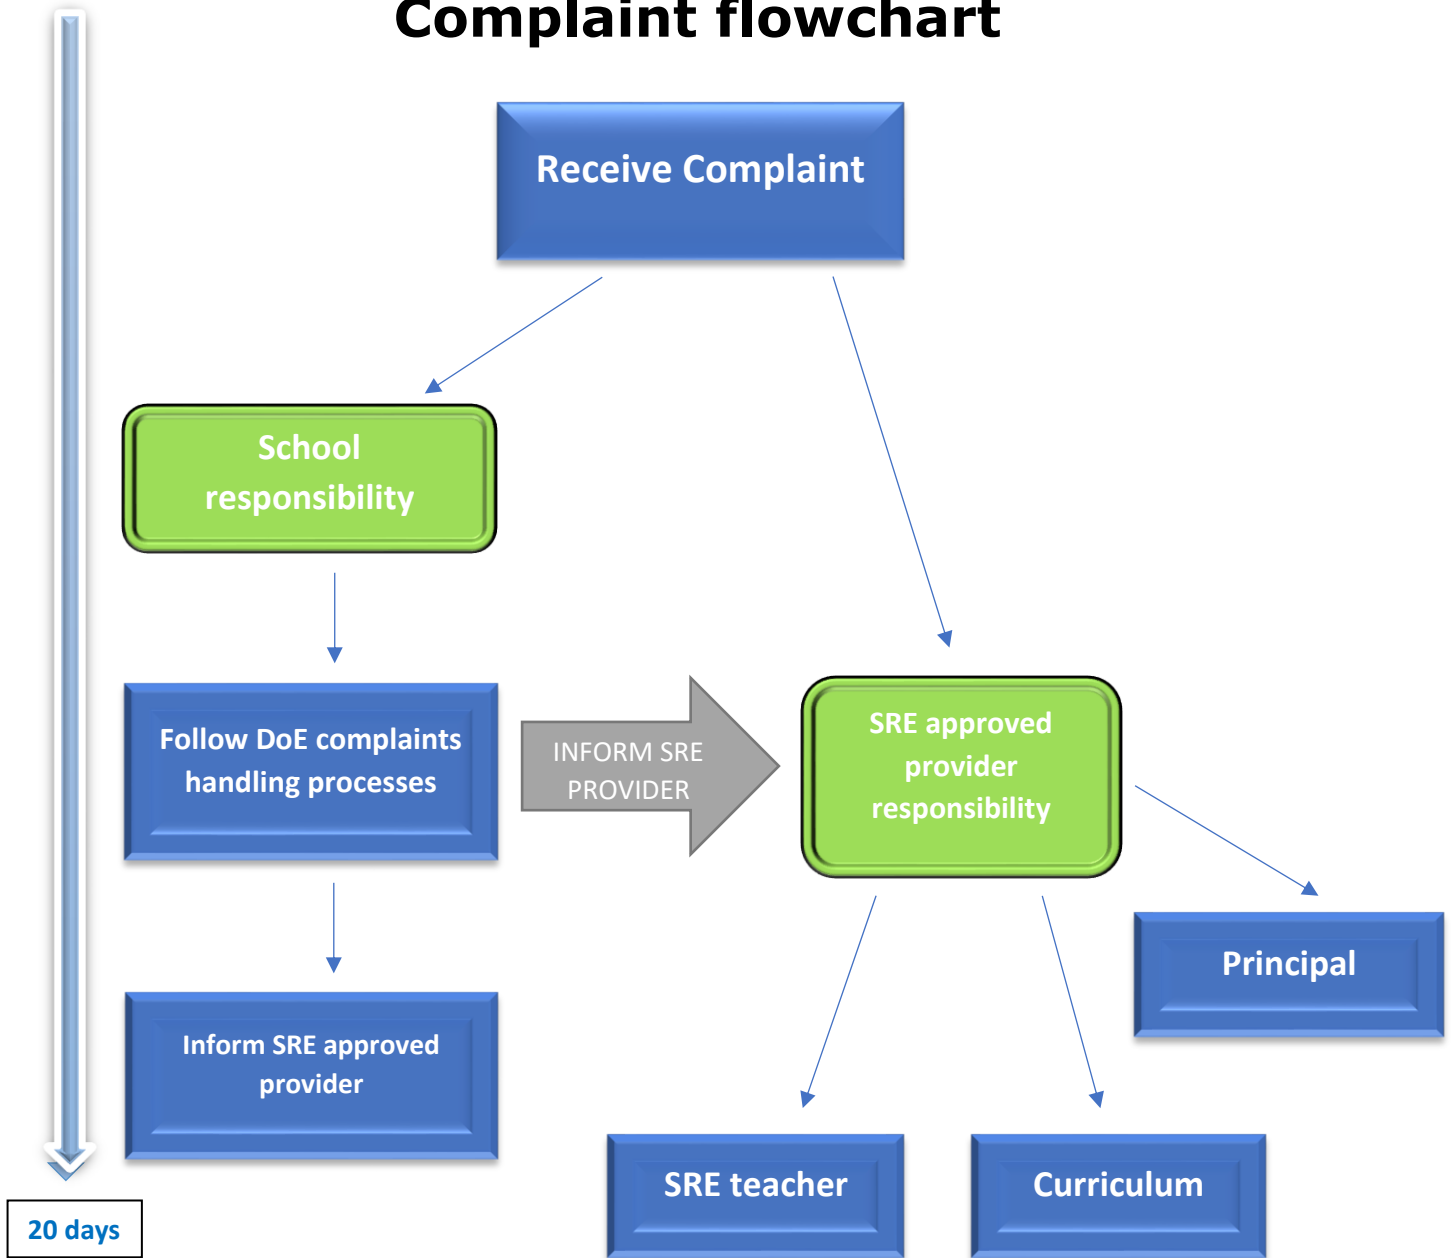 Complaint flowchart
Receive Complaint
School
responsibility
Follow DoE complaints
handling processes
INFORM SRE
PROVIDER
SRE approved
provider
responsibility
Principal
Inform SRE approved
provider
SRE teacher
Curriculum
20 days